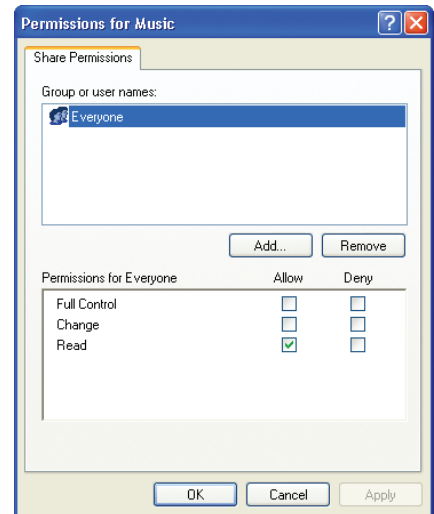 Permissions for Music
Share Permissions
Group or user names:
Everyone
Add... Remove
Permissions for Everyone Allow Deny
Full Control
Change
Read
OK Cancel Apply